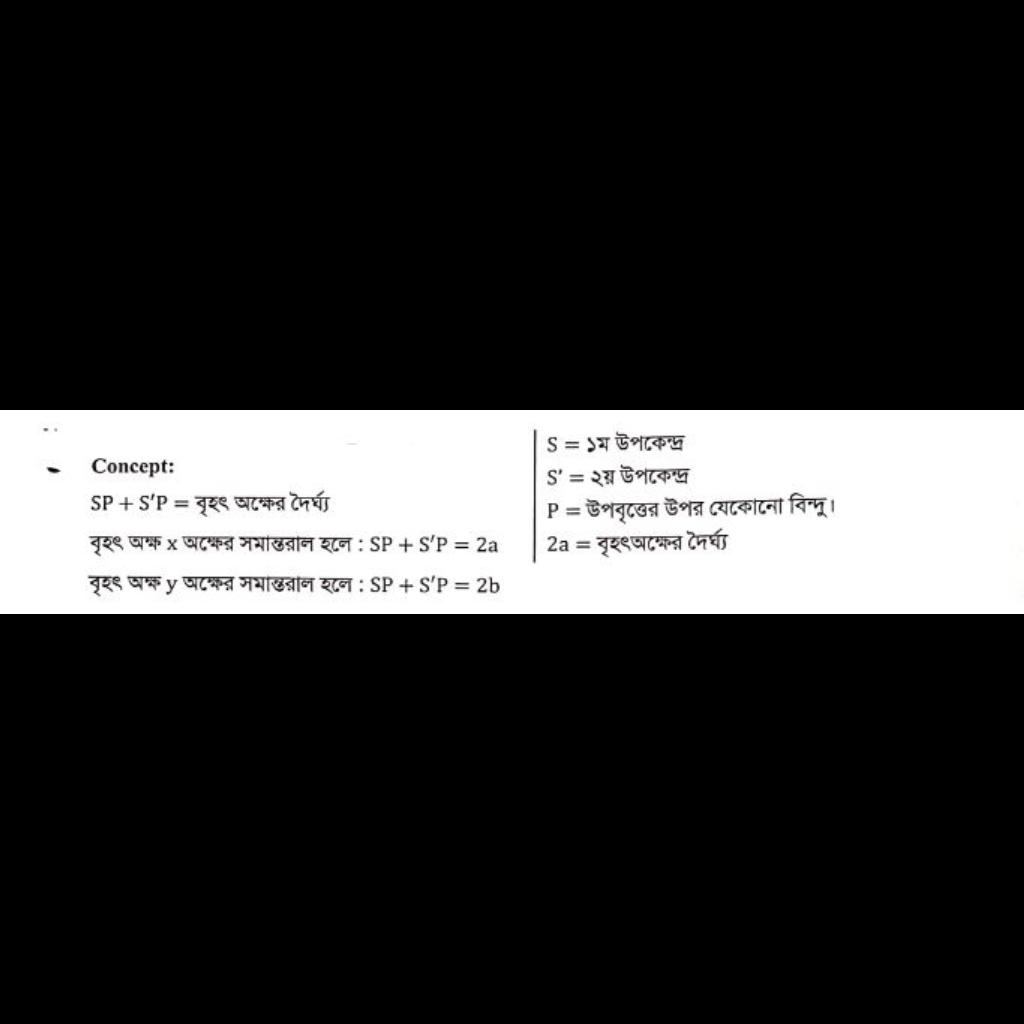 Concept:
SP + S′P = বৃহৎ অক্ষের দৈর্ঘ্য
বৃহৎ অক্ষ x অক্ষের সমান্তরাল হলে : SP + S′P = 2a
বৃহৎ অক্ষ y অক্ষের সমান্তরাল হলে : SP + S′P = 2b
S = ১ম উপকেন্দ্র
S′ = ২য় উপকেন্দ্র
P = উপবৃত্তের উপর যেকোনো বিন্দু।
2a = বৃহৎঅক্ষের দৈর্ঘ্য